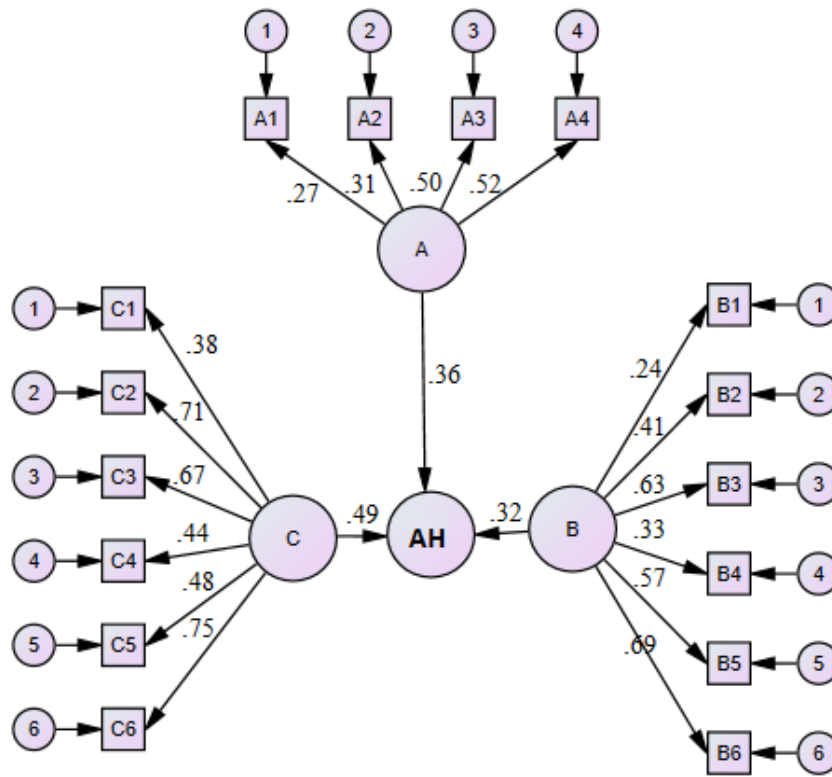 1 2 3 4
A1 A2 A3 A4
.27 .31 .50 .52
A
1 C1 B1 1
.38 .36 .24
2 C2 B2 2
.71 .41
3 C3 B3 3
.67 .63
C .49 AH .32 B
.44 .33
4 C4 B4 4
.48 .57
5 C5 B5 5
.75 .69
6 C6 B6 6